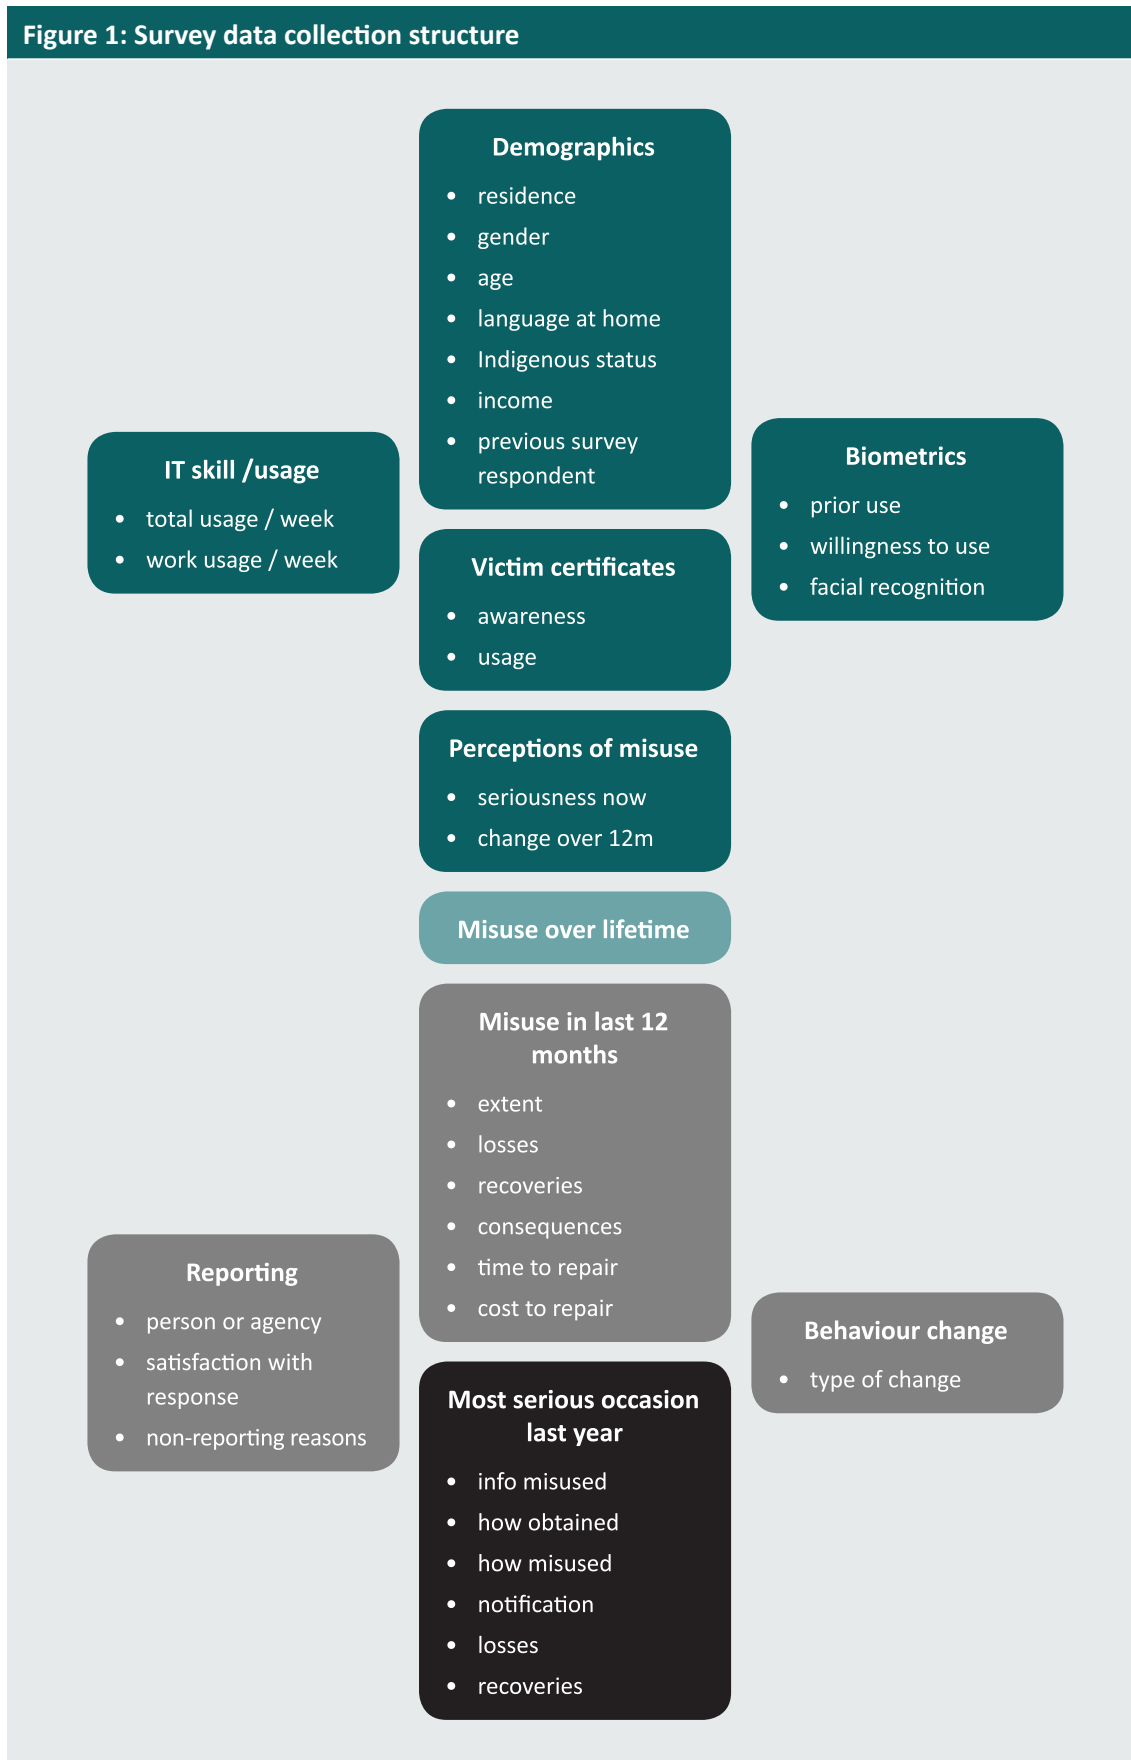 Figure 1: Survey data collection structure
Demographics
• residence
• gender
• age
• language at home
• Indigenous status
• income
• previous survey
respondent
IT skill /usage
• total usage / week
• work usage / week
Biometrics
• prior use
• willingness to use
• facial recognition
Victim certificates
• awareness
• usage
Perceptions of misuse
• seriousness now
• change over 12m
Misuse over lifetime
Misuse in last 12
months
• extent
• losses
• recoveries
• consequences
• time to repair
• cost to repair
Reporting
• person or agency
• satisfaction with
response
• non-reporting reasons
Behaviour change
• type of change
Most serious occasion
last year
• info misused
• how obtained
• how misused
• notification
• losses
• recoveries